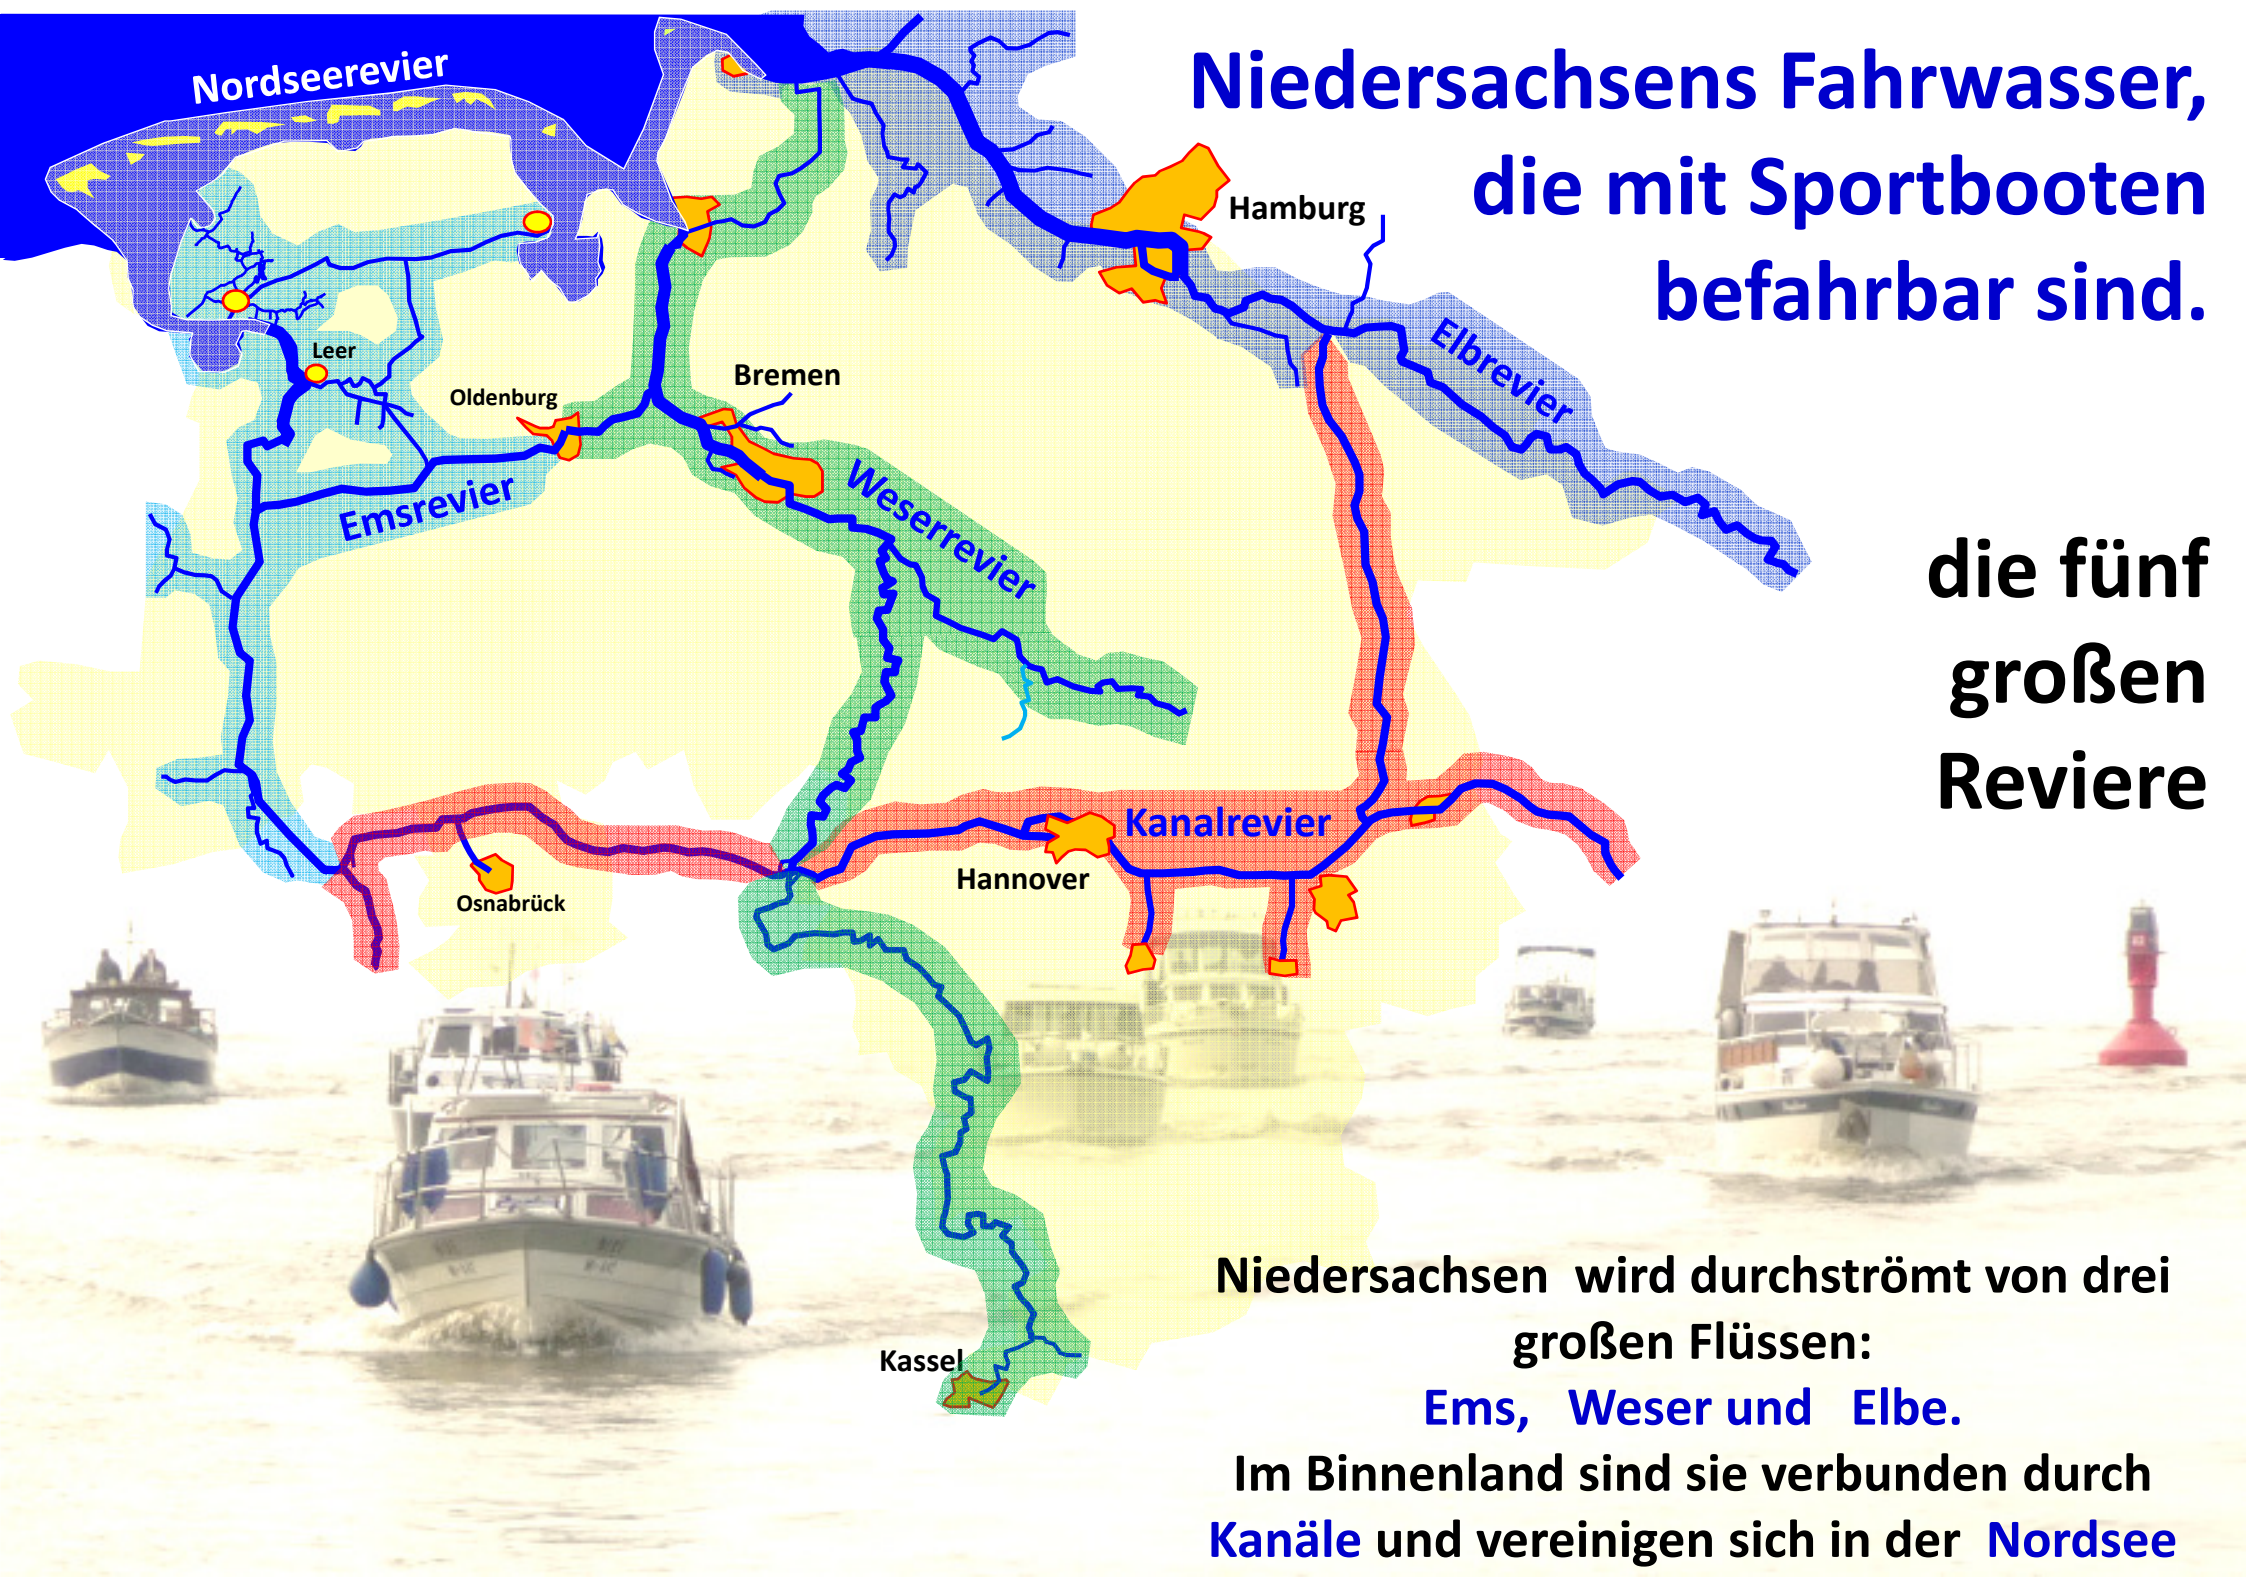 Nordseerevier
Niedersachsens Fahrwasser,
die mit Sportbooten
befahrbar sind.
Hamburg
Elbrevier
Leer
Oldenburg
Bremen
Emsrevier
Weserrevier
die fünf
großen
Reviere
Kanalrevier
Hannover
Osnabrück
Kassel
Niedersachsen wird durchströmt von drei
großen Flüssen:
Ems, Weser und Elbe.
Im Binnenland sind sie verbunden durch
Kanäle und vereinigen sich in der Nordsee